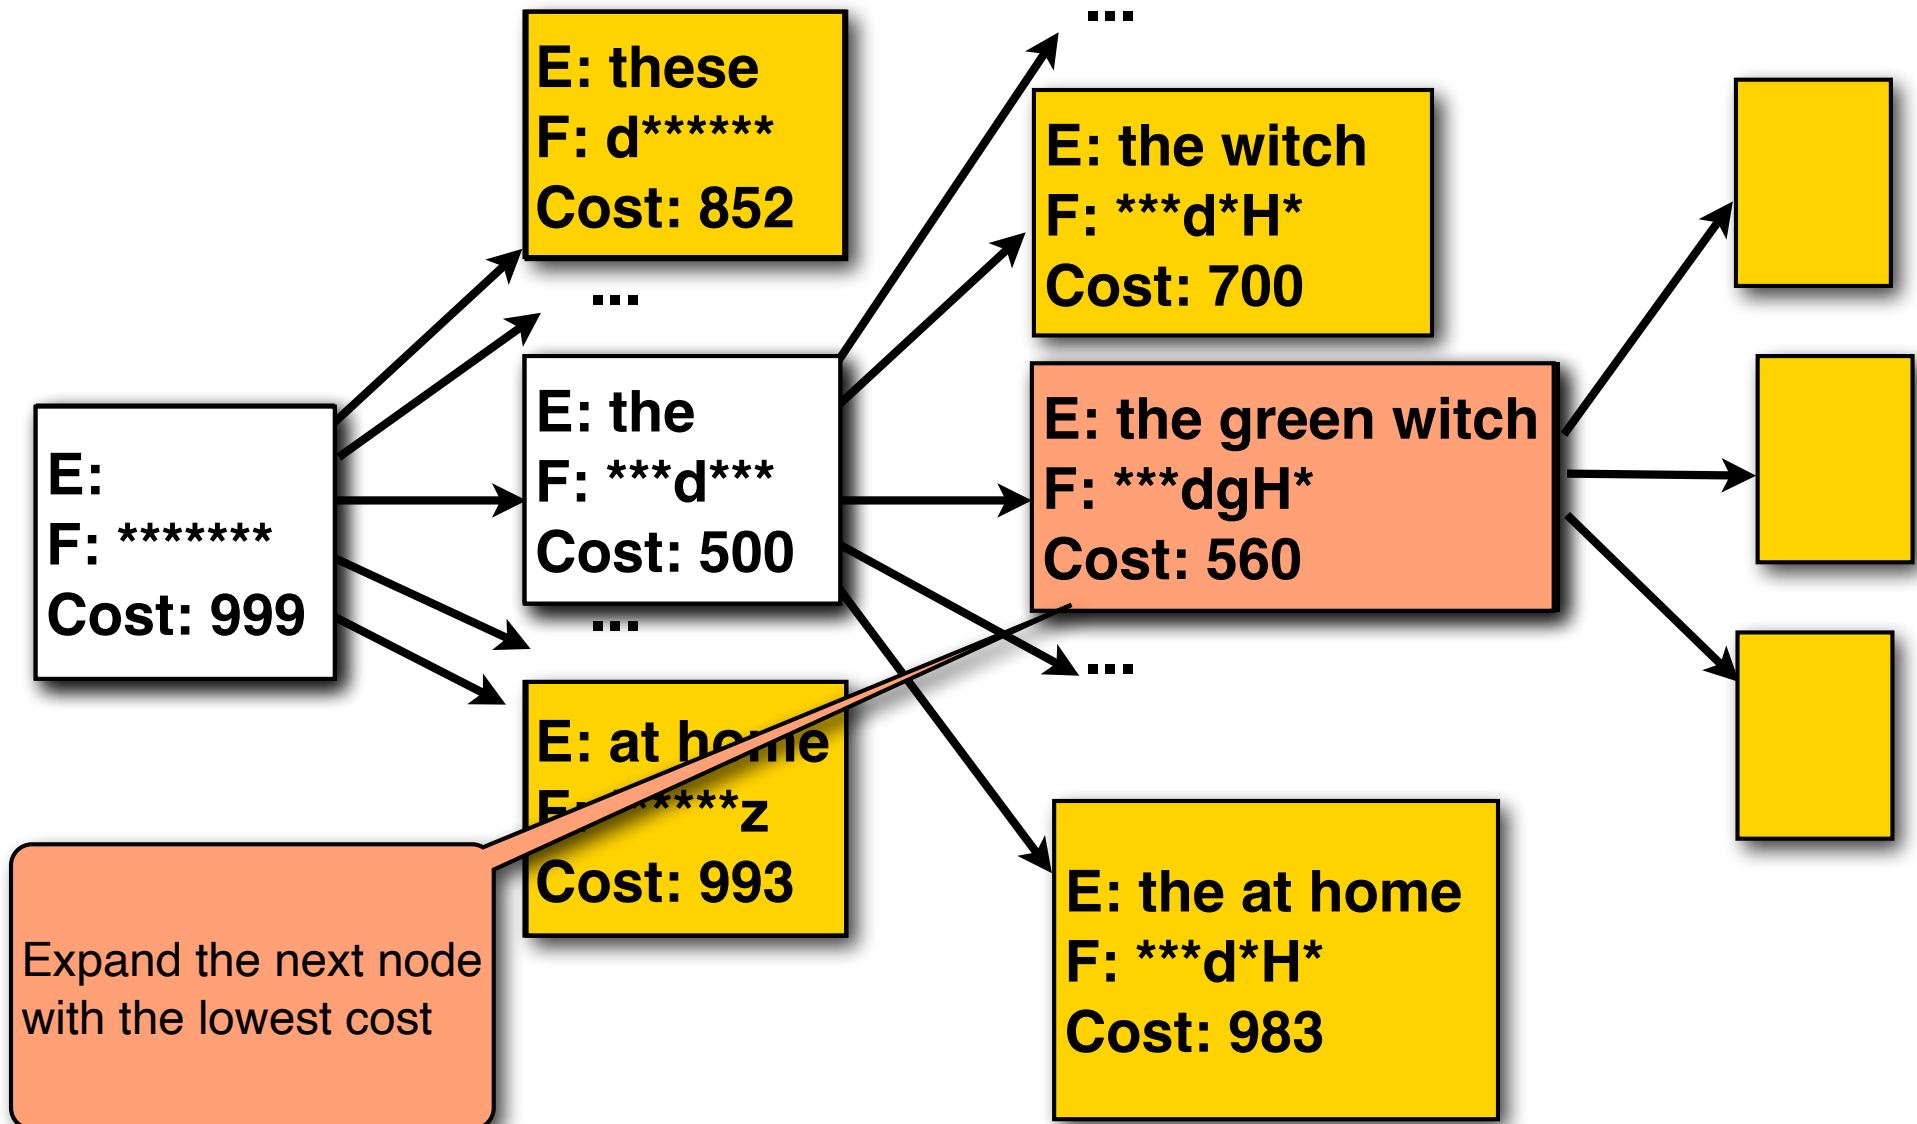 ...
E: these
F: d******
Cost: 852
...
E: the witch
F: ***d*H*
Cost: 700
E:
F: *******
Cost: 999
E: the
F: ***d***
Cost: 500
E: the green witch
F: ***dgH*
Cost: 560
...
...
E: at home
z
Cost: 993
E: the at home
F: ***d*H*
Cost: 983
Expand the next node
with the lowest cost